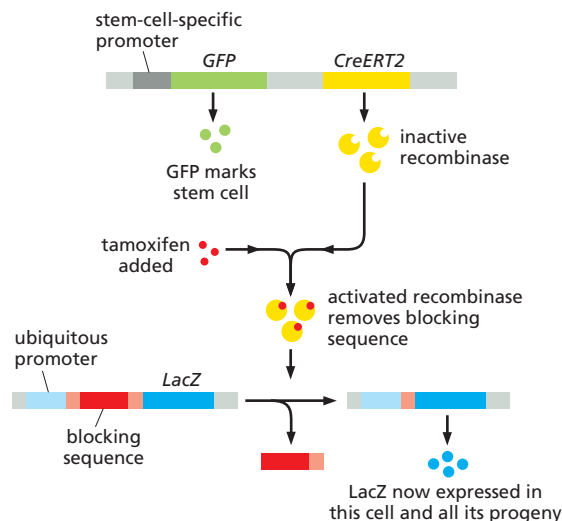 stem-cell-specific
promoter
GFP
CreERT2
GFP marks
stem cell
inactive
recombinase
tamoxifen
added
activated recombinase
removes blocking
sequence
ubiquitous
promoter
LacZ
blocking
sequence
LacZ now expressed in
this cell and all its progeny